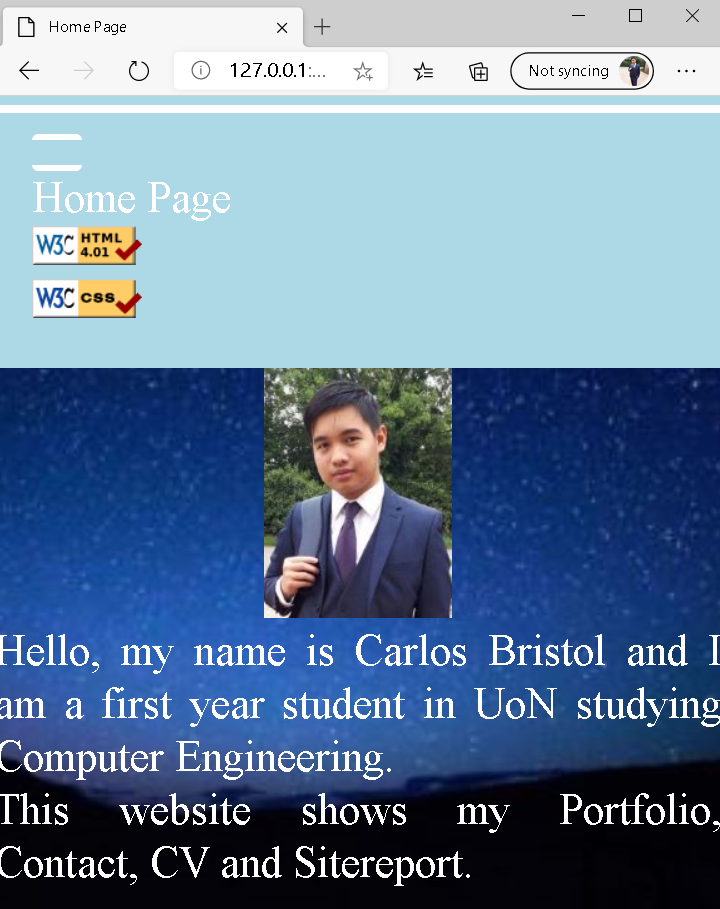 Home Page
127.0.0.1:...
Not syncing
Home Page
W3C HTML 4.01
W3C css
Hello, my name is Carlos Bristol and I
am a first year student in UoN studying
Computer Engineering.
This website shows my Portfolio,
Contact, CV and Sitereport.